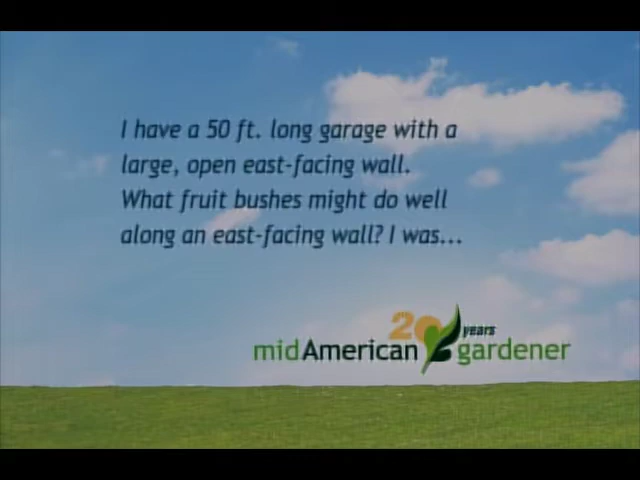 I have a 50 ft. long garage with a
large, open east-facing wall.
What fruit bushes might do well
along an east-facing wall? I was...
20 years
midAmerican gardener